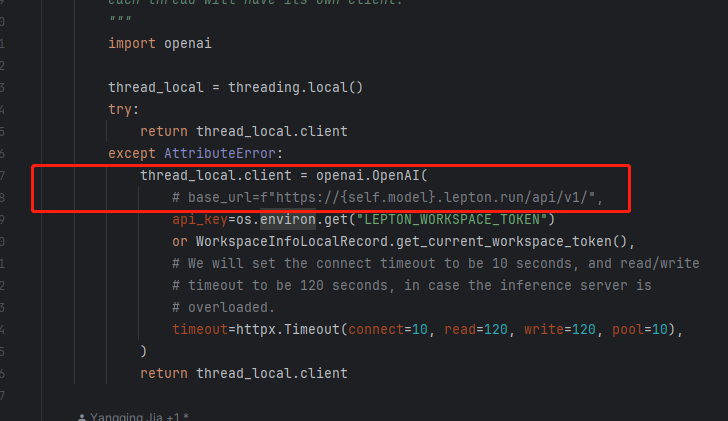 each thread will have its own client.
"""
import openai
thread_local = threading.local()
try:
return thread_local.client
except AttributeError:
thread_local.client = openai.OpenAI(
# base_url=f"https://{self.model}.lepton.run/api/v1/",
api_key=os.environ.get("LEPTON_WORKSPACE_TOKEN")
or WorkspaceInfoLocalRecord.get_current_workspace_token(),
# We will set the connect timeout to be 10 seconds, and read/write
# timeout to be 120 seconds, in case the inference server is
# overloaded.
timeout=httpx.Timeout(connect=10, read=120, write=120, pool=10),
)
return thread_local.client
Yangqing Jia +1 *